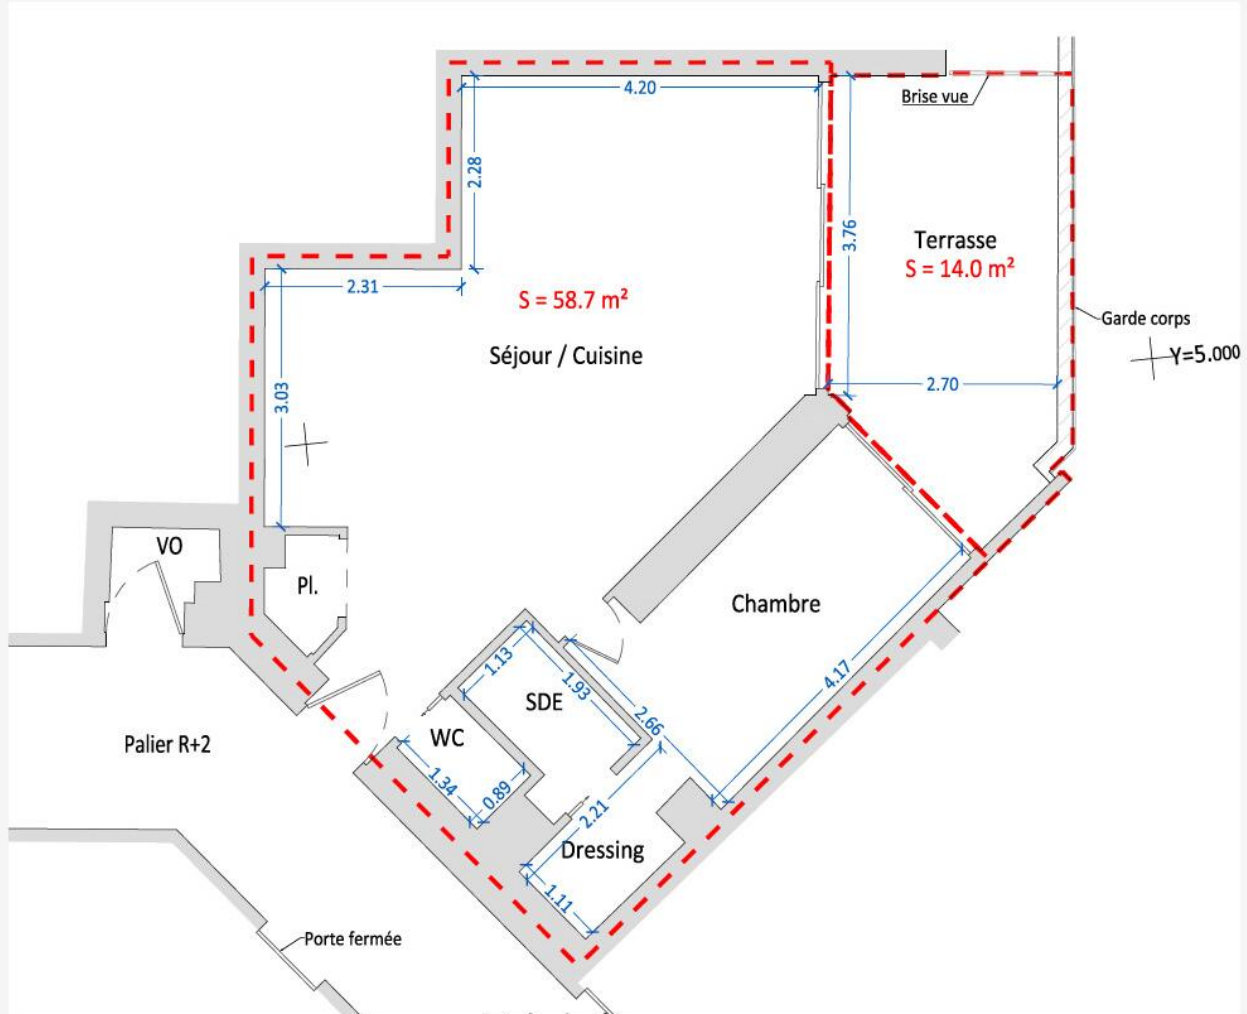 4.20
Brise vue
2.28
3.76
Terrasse
S = 14.0 m²
2.31
S = 58.7 m²
Garde corps
Séjour / Cuisine
Y=5.000
2.70
3.03
VO
Pl.
Chambre
1.13
1.93
4.17
SDE
2.66
WC
Palier R+2
1.34
0.89
2.21
Dressing
1.11
Porte fermée